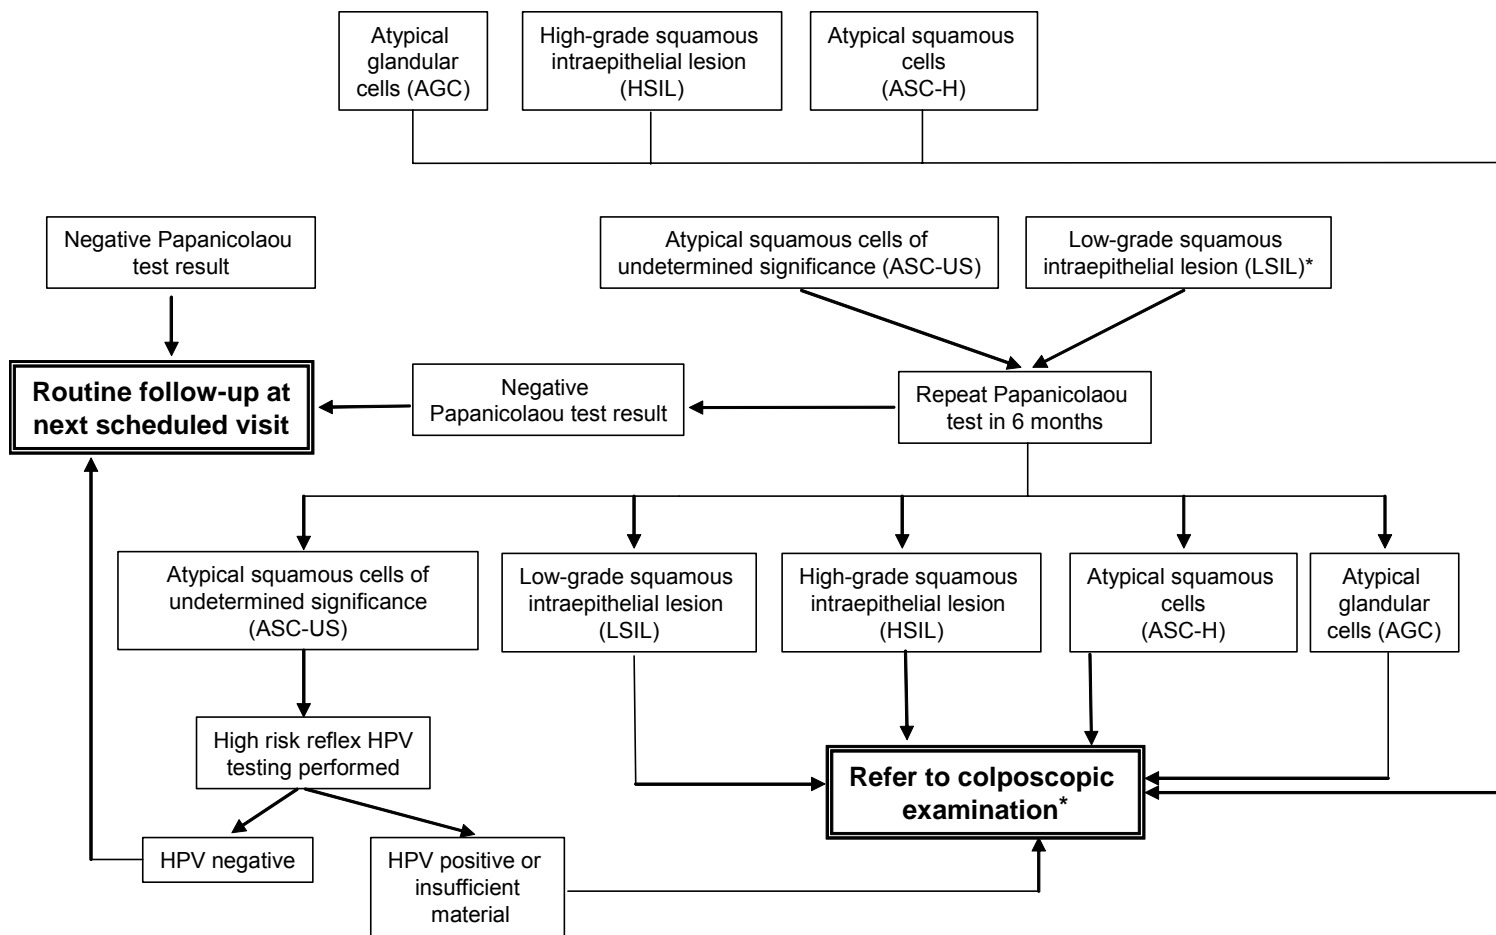 Atypical
glandular
cells (AGC)
High-grade squamous
intraepithelial lesion
(HSIL)
Atypical squamous
cells
(ASC-H)
Negative Papanicolaou
test result
Atypical squamous cells of
undetermined significance (ASC-US)
Low-grade squamous
intraepithelial lesion (LSIL)*
Routine follow-up at
next scheduled visit
Negative
Papanicolaou test result
Repeat Papanicolaou
test in 6 months
Atypical squamous cells of
undetermined significance
(ASC-US)
Low-grade squamous
intraepithelial lesion
(LSIL)
High-grade squamous
intraepithelial lesion
(HSIL)
Atypical squamous
cells
(ASC-H)
Atypical
glandular
cells (AGC)
High risk reflex HPV
testing performed
Refer to colposcopic
examination*
HPV negative
HPV positive or
insufficient
material